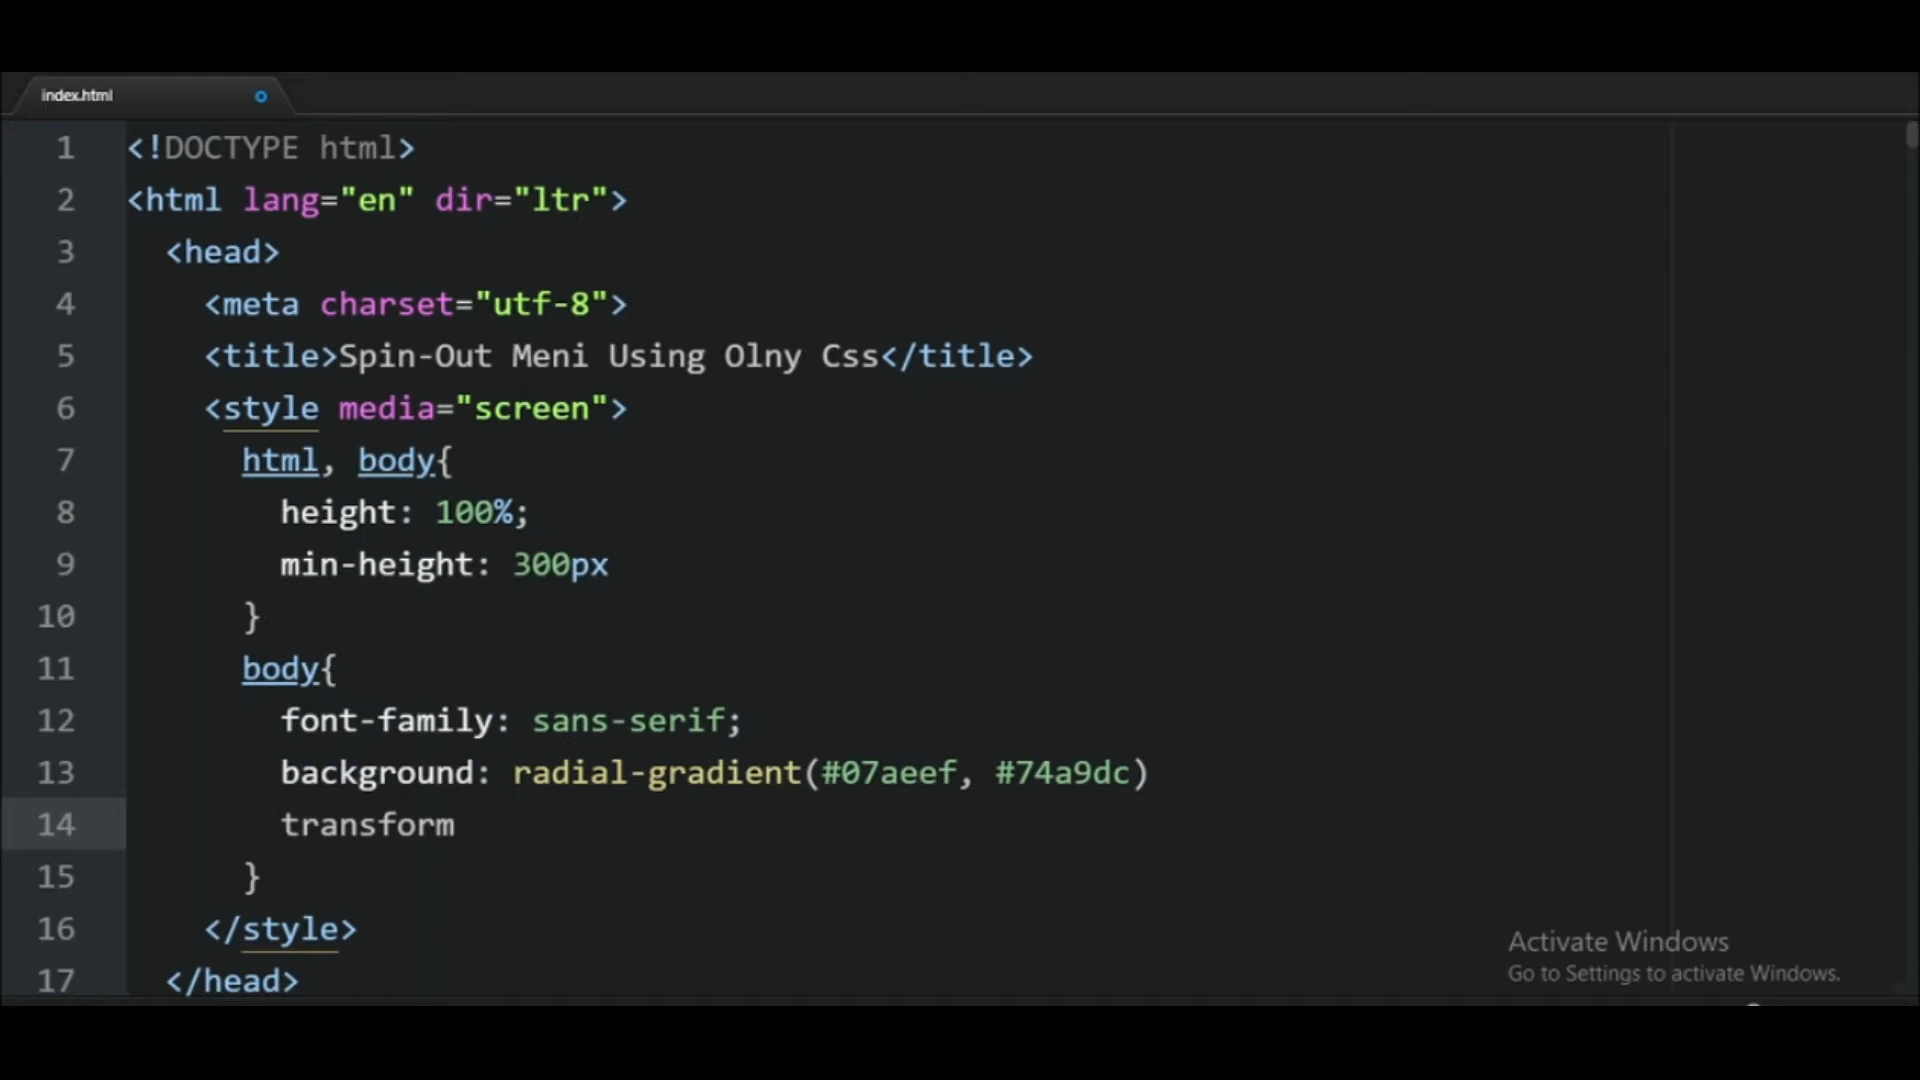 index.html
1 <!DOCTYPE html>
2 <html lang="en" dir="ltr">
3 <head>
4 <meta charset="utf-8">
5 <title>Spin-Out Meni Using Olny Css</title>
6 <style media="screen">
7 html, body{
8 height: 100%;
9 min-height: 300px
10 }
11 body{
12 font-family: sans-serif;
13 background: radial-gradient(#07aeef, #74a9dc)
14 transform
15 }
16 </style>
17 </head>
Activate Windows
Go to Settings to activate Windows.